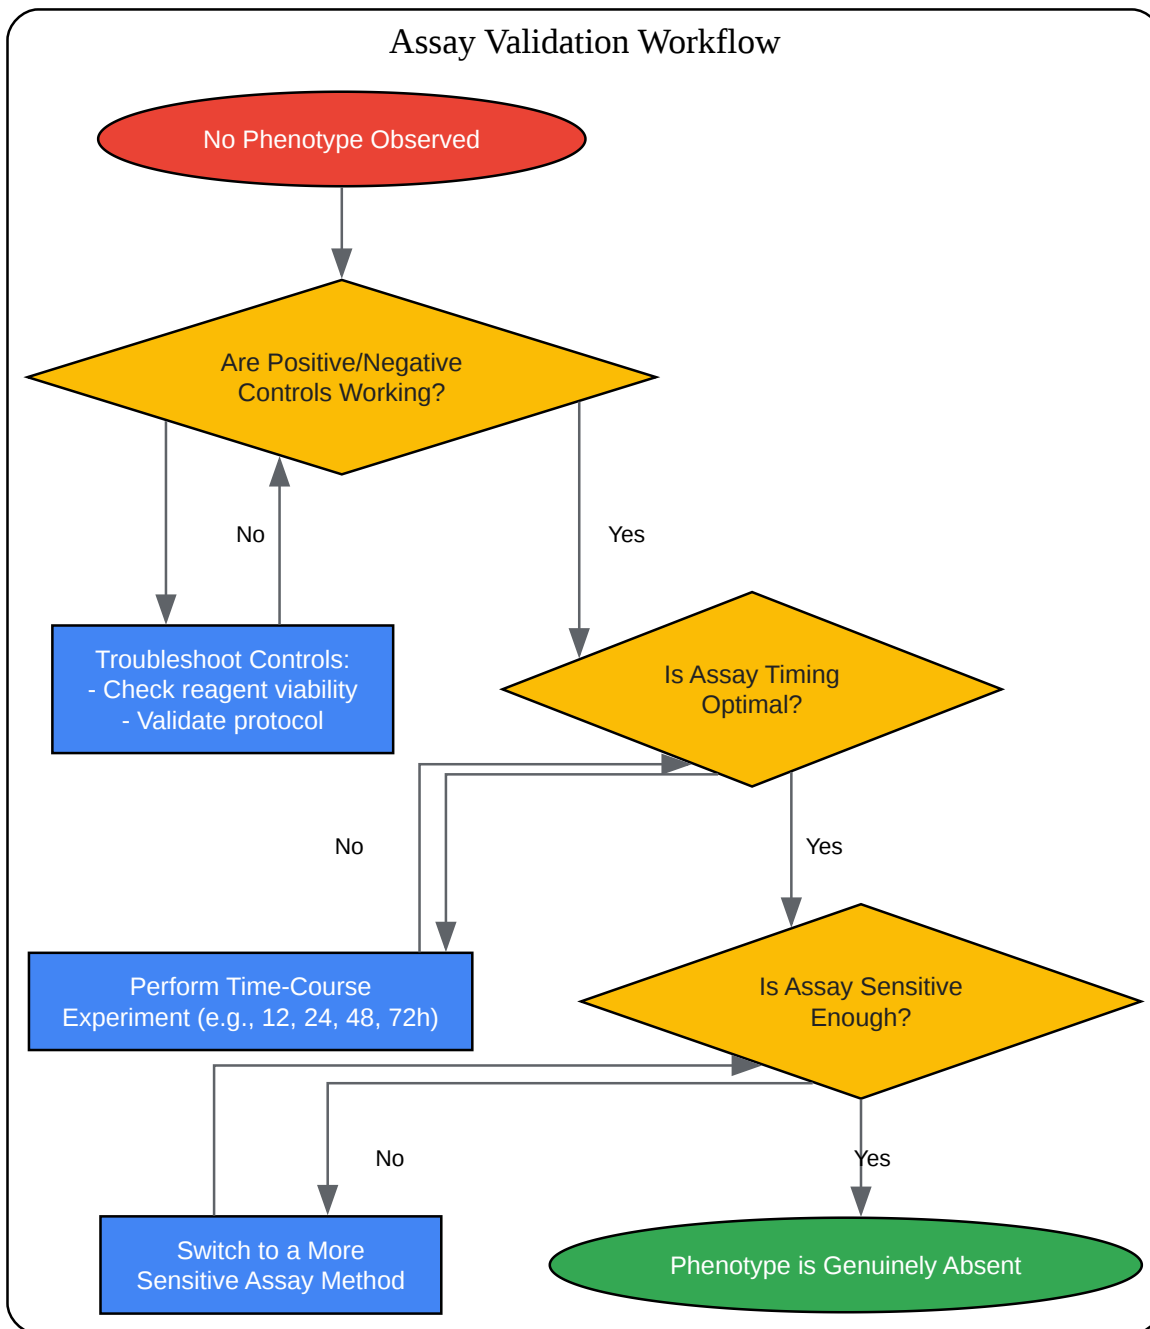 Assay Validation Workflow
No Phenotype Observed
Are Positive/Negative
Controls Working?
No
Yes
Troubleshoot Controls:
- Check reagent viability
- Validate protocol
Is Assay Timing
Optimal?
No
Yes
Perform Time-Course
Experiment (e.g., 12, 24, 48, 72h)
Is Assay Sensitive
Enough?
No
Yes
Switch to a More
Sensitive Assay Method
Phenotype is Genuinely Absent